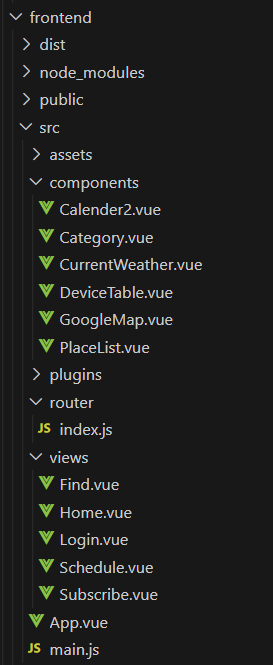 frontend
dist
node_modules
public
src
assets
components
Calender2.vue
Category.vue
CurrentWeather.vue
DeviceTable.vue
GoogleMap.vue
PlaceList.vue
plugins
router
JS index.js
views
Find.vue
Home.vue
Login.vue
Schedule.vue
Subscribe.vue
App.vue
JS main.js